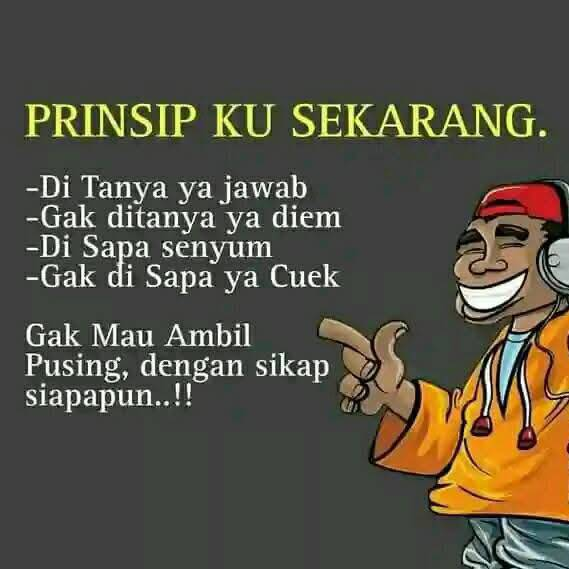 PRINSIP KU SEKARANG.
-Di Tanya ya jawab
-Gak ditanya ya diem
-Di Sapa senyum
-Gak di Sapa ya Cuek
Gak Mau Ambil
Pusing, dengan sikap
siapapun..!!